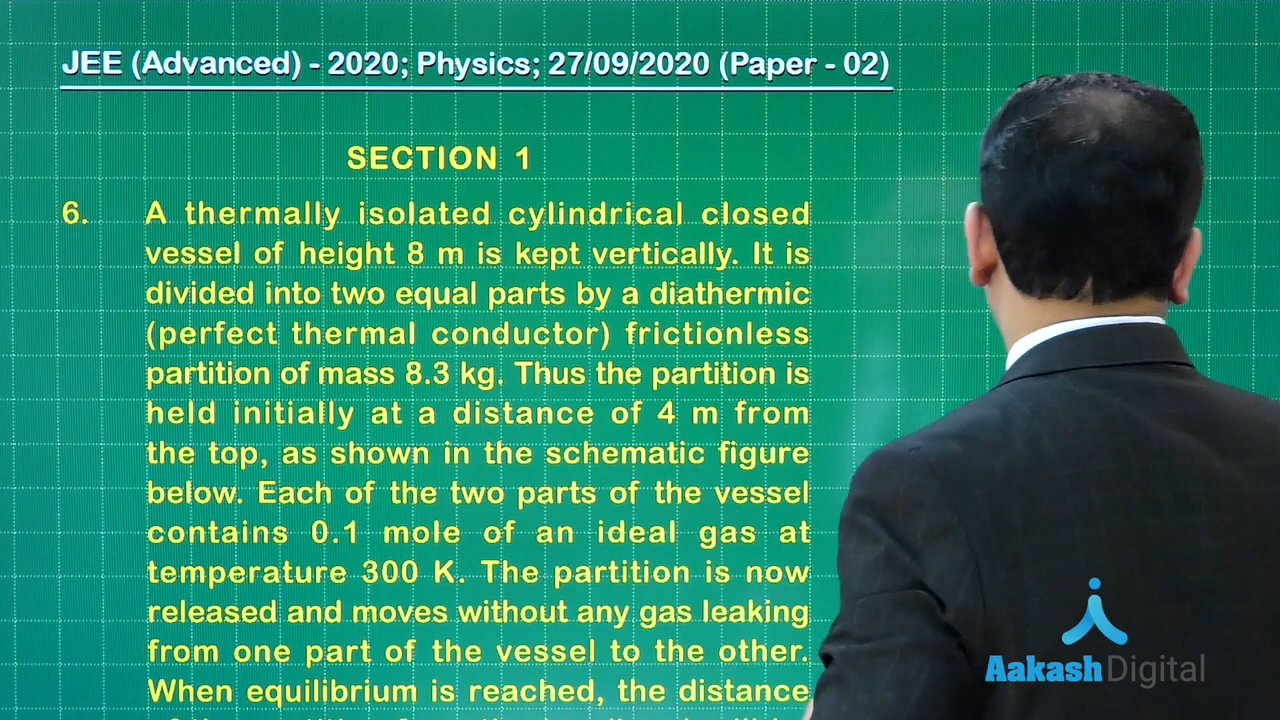 JEE (Advanced) - 2020; Physics; 27/09/2020 (Paper - 02)
SECTION 1
6. A thermally isolated cylindrical closed
vessel of height 8 m is kept vertically. It is
divided into two equal parts by a diathermic
(perfect thermal conductor) frictionless
partition of mass 8.3 kg. Thus the partition is
held initially at a distance of 4 m from
the top, as shown in the schematic figure
below. Each of the two parts of the vessel
contains 0.1 mole of an ideal gas at
temperature 300 K. The partition is now
released and moves without any gas leaking
from one part of the vessel to the other.
When equilibrium is reached, the distance
Aakash Digital